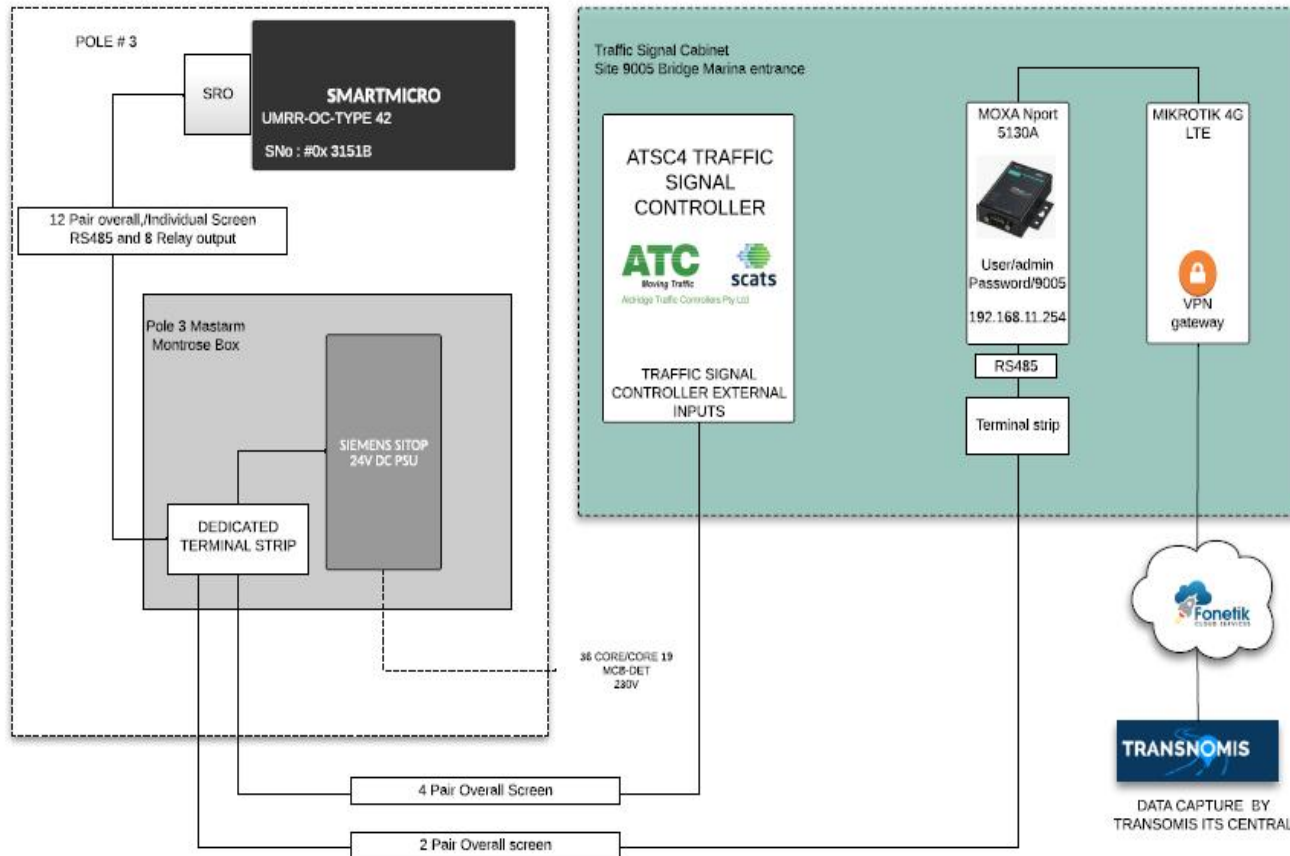 POLE # 3
SRO
SMARTMICRO
UMRR-OC-TYPE 42
SNo : #0x 3151B
12 Pair overall,/Individual Screen
RS485 and 8 Relay output
Pole 3 Mastarm
Montrose Box
SIEMENS SITOP
24V DC PSU
DEDICATED
TERMINAL STRIP
36 CORE/CORE 19
MCB-DET
230V
4 Pair Overall Screen
2 Pair Overall screen
Traffic Signal Cabinet
Site 9005 Bridge Marina entrance
ATSC4 TRAFFIC
SIGNAL
CONTROLLER
ATC
Moving Traffic
Aldridge Traffic Controllers Pty Ltd
scats
TRAFFIC SIGNAL
CONTROLLER EXTERNAL
INPUTS
MOXA Nport
5130A
User/admin
Password/9005
192.168.11.254
RS485
Terminal strip
MIKROTIK 4G
LTE
VPN
gateway
Fonetik
CLOUD SERVICES
TRANSNOMIS
DATA CAPTURE BY
TRANSOMIS ITS CENTRAL